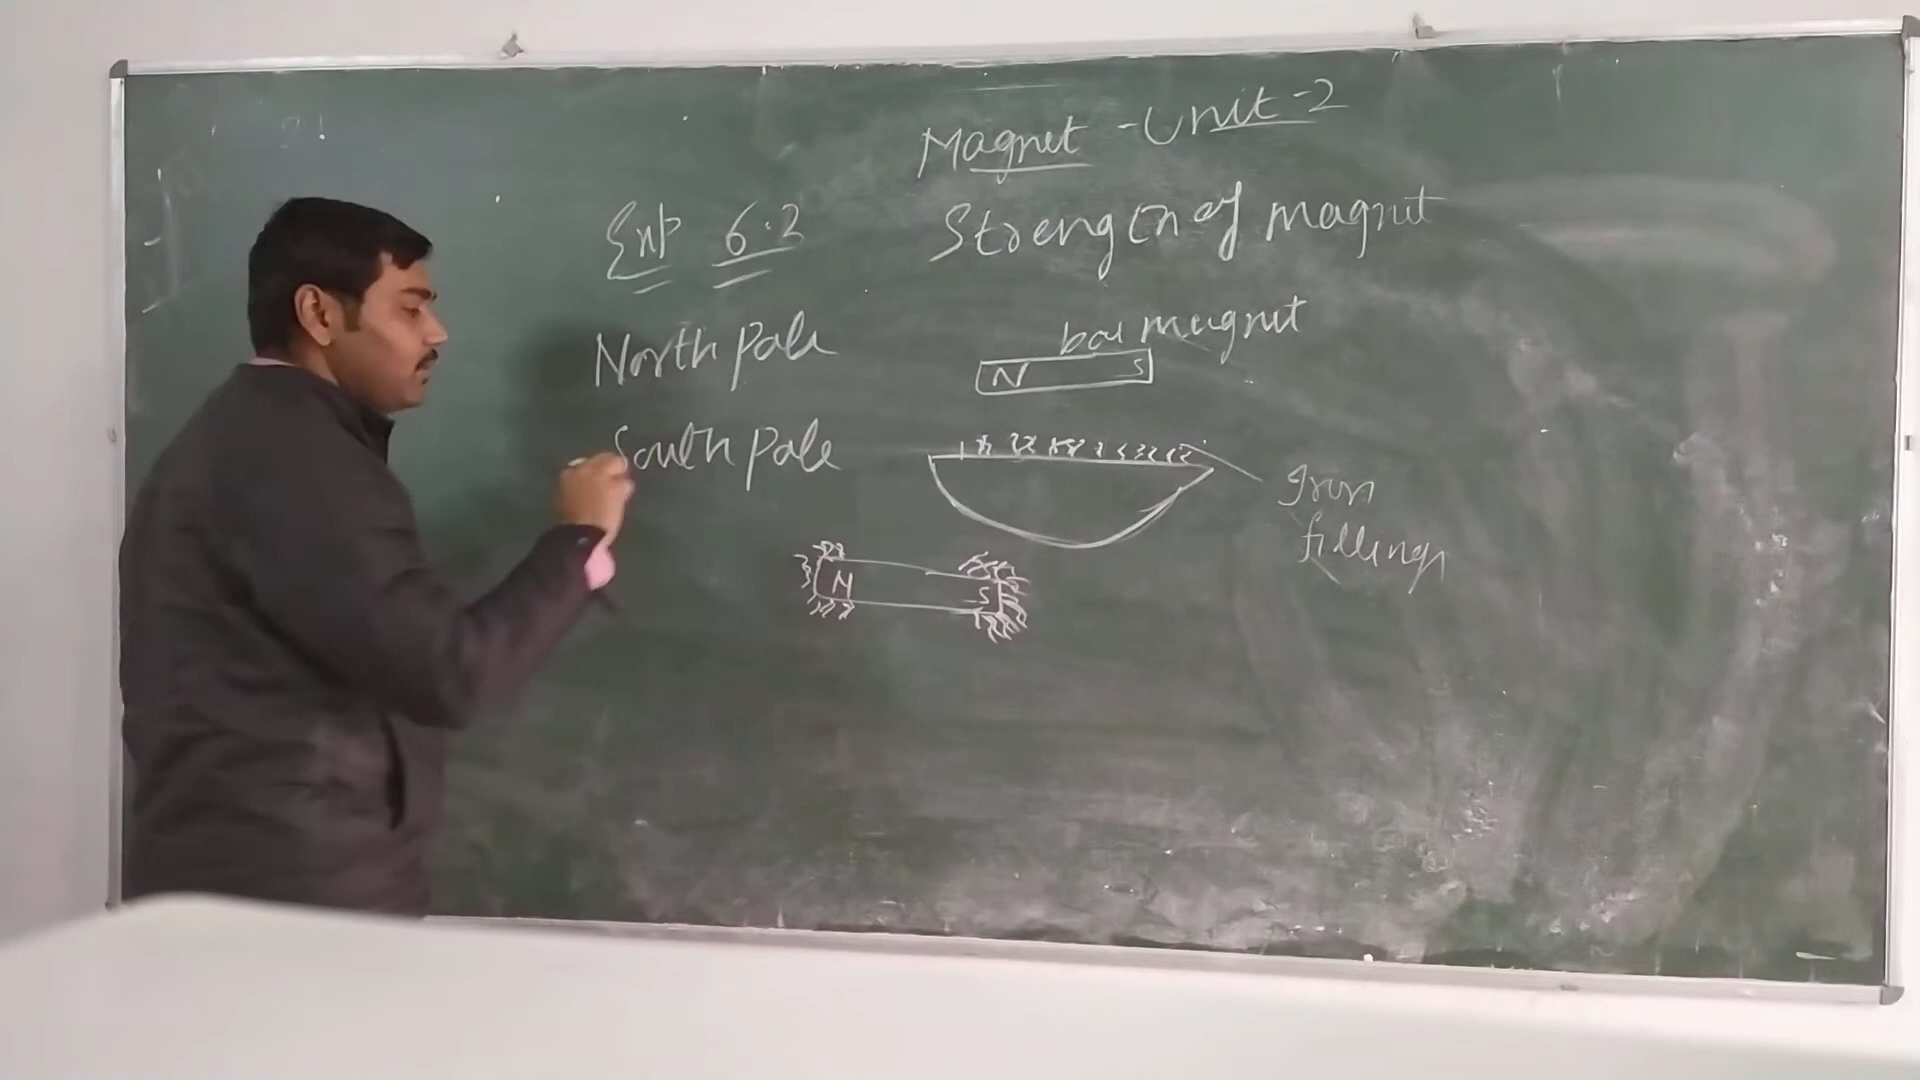 Magnet - Unit - 2
Exp 6.2 Strength of magnet
North pole
bar magnet
N S
South pole
Iron
fillings
N S